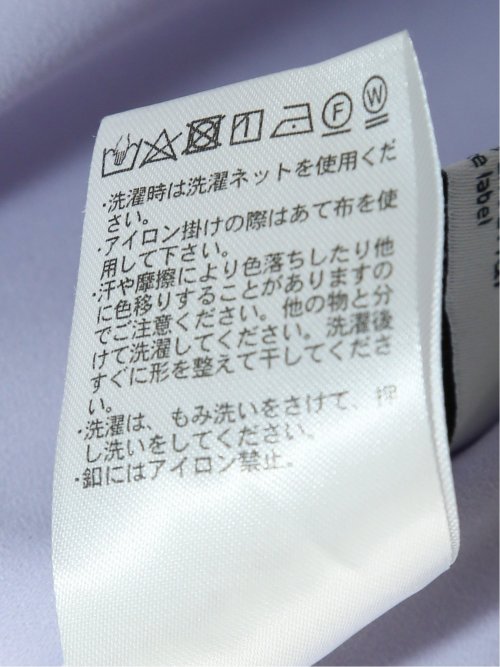 F W
・洗濯時は洗濯ネットを使用くだ
さい。
・アイロン掛けの際はあて布を使
用して下さい。
・汗や摩擦により色落ちしたり他
に色移りすることがありますの
でご注意ください。他の物と分
けて洗濯してください。洗濯後
すぐに形を整えて干してくださ
い。
・洗濯は、もみ洗いをさけて、押
し洗いをしてください。
・釦にはアイロン禁止。
label